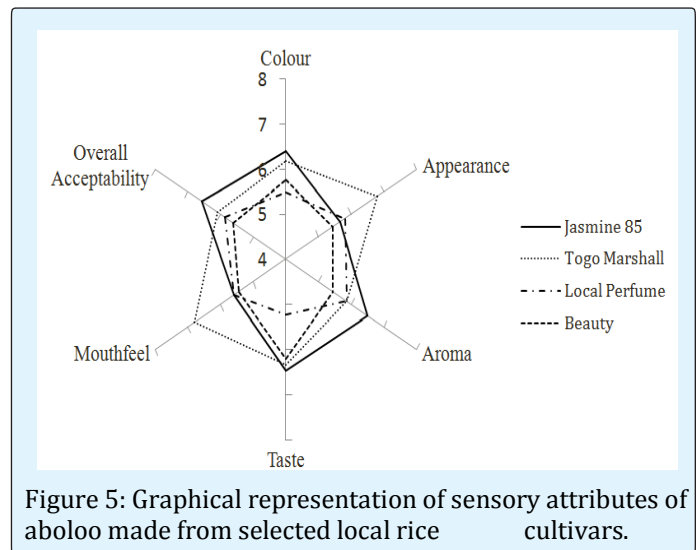 Colour
8
7
6
5
4
Overall
Acceptability
Appearance
Mouthfeel
Aroma
Taste
Jasmine 85
Togo Marshall
Local Perfume
Beauty
Figure 5: Graphical representation of sensory attributes of
aboloo made from selected local rice cultivars.